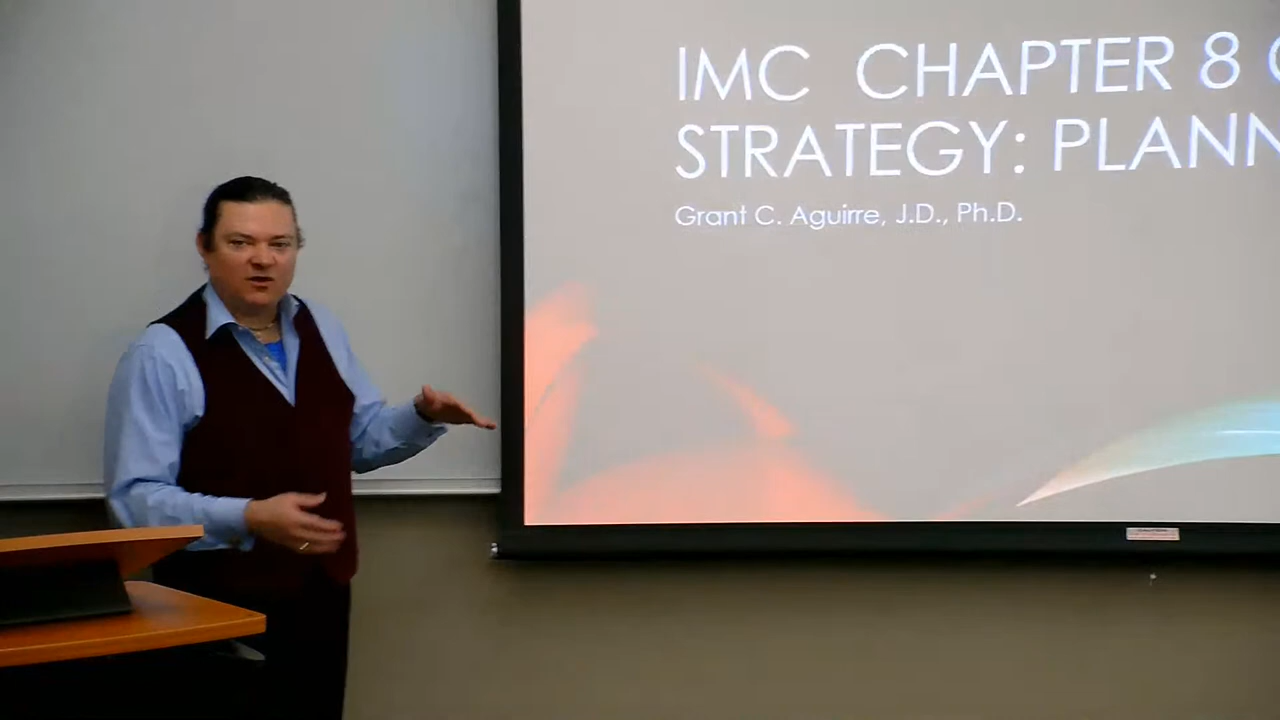 IMC CHAPTER 8
STRATEGY: PLANN
Grant C. Aguirre, J.D., Ph.D.